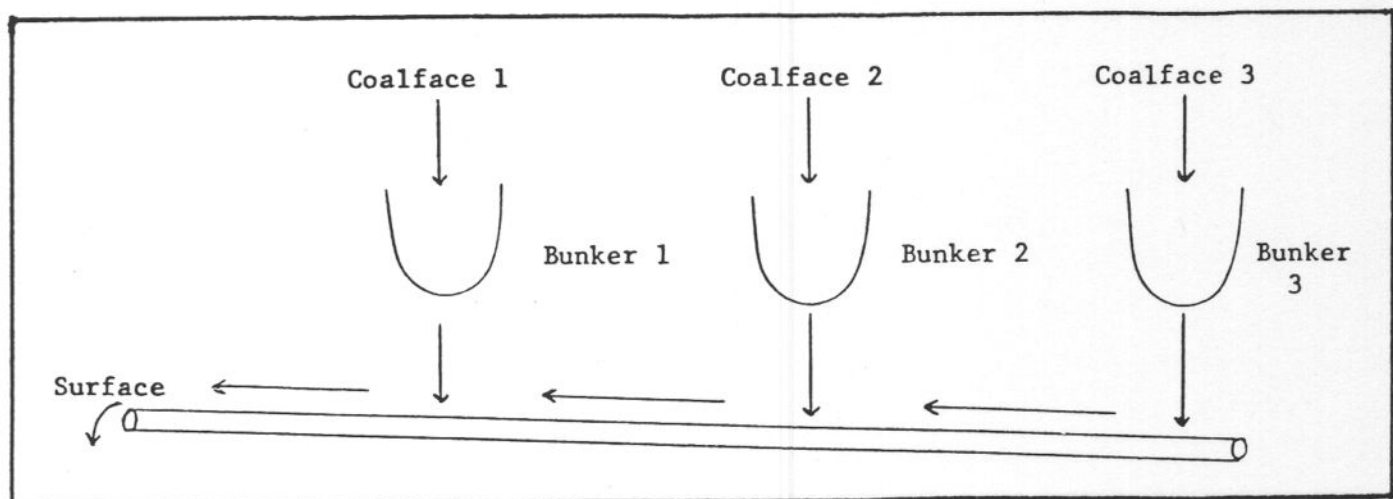 Coalface 1
Coalface 2
Coalface 3
Bunker 1
Bunker 2
Bunker
3
Surface